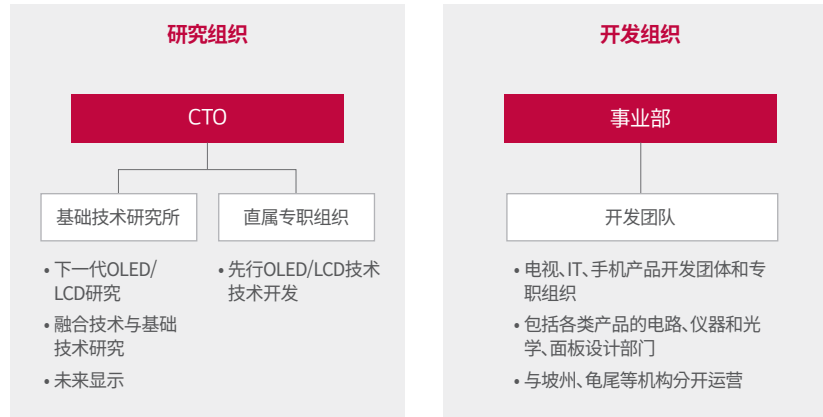 研究组织
CTO
基础技术研究所
•下一代OLED/
LCD研究
•融合技术与基础
技术研究
•未来显示
直属专职组织
•先行OLED/LCD技术
技术开发
开发组织
事业部
开发团队
•电视、IT、手机产品开发团体和专
职组织
•包括各类产品的电路、仪器和光
学、面板设计部门
•与坡州、龟尾等机构分开运营